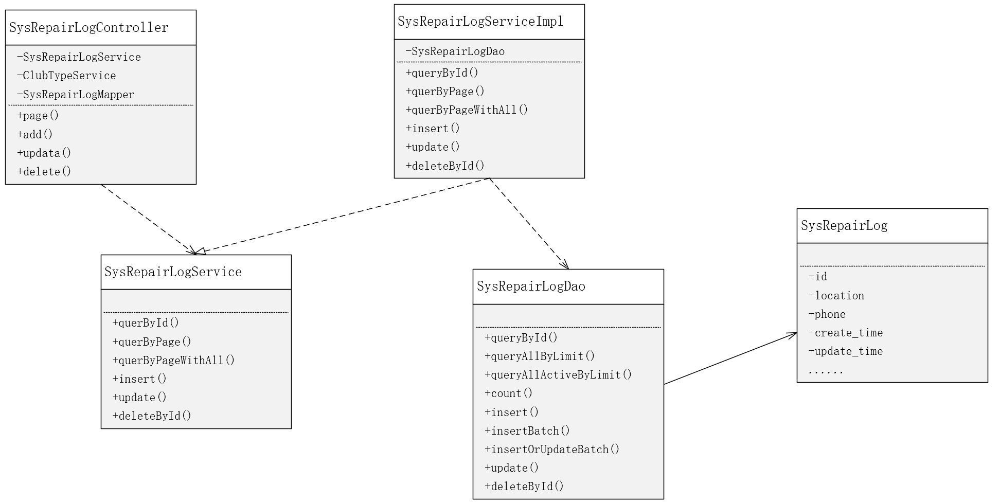 SysRepairLogController
-SysRepairLogService
-ClubTypeService
-SysRepairLogMapper
+page()
+add()
+updata()
+delete()
SysRepairLogServiceImpl
-SysRepairLogDao
+queryById()
+querByPage()
+querByPageWithAll()
+insert()
+update()
+deleteById()
SysRepairLogService
+querById()
+querByPage()
+querByPageWithAll()
+insert()
+update()
+deleteById()
SysRepairLogDao
+queryById()
+queryAllByLimit()
+queryAllActiveByLimit()
+count()
+insert()
+insertBatch()
+insertOrUpdateBatch()
+update()
+deleteById()
SysRepairLog
-id
-location
-phone
-create_time
-update_time
......